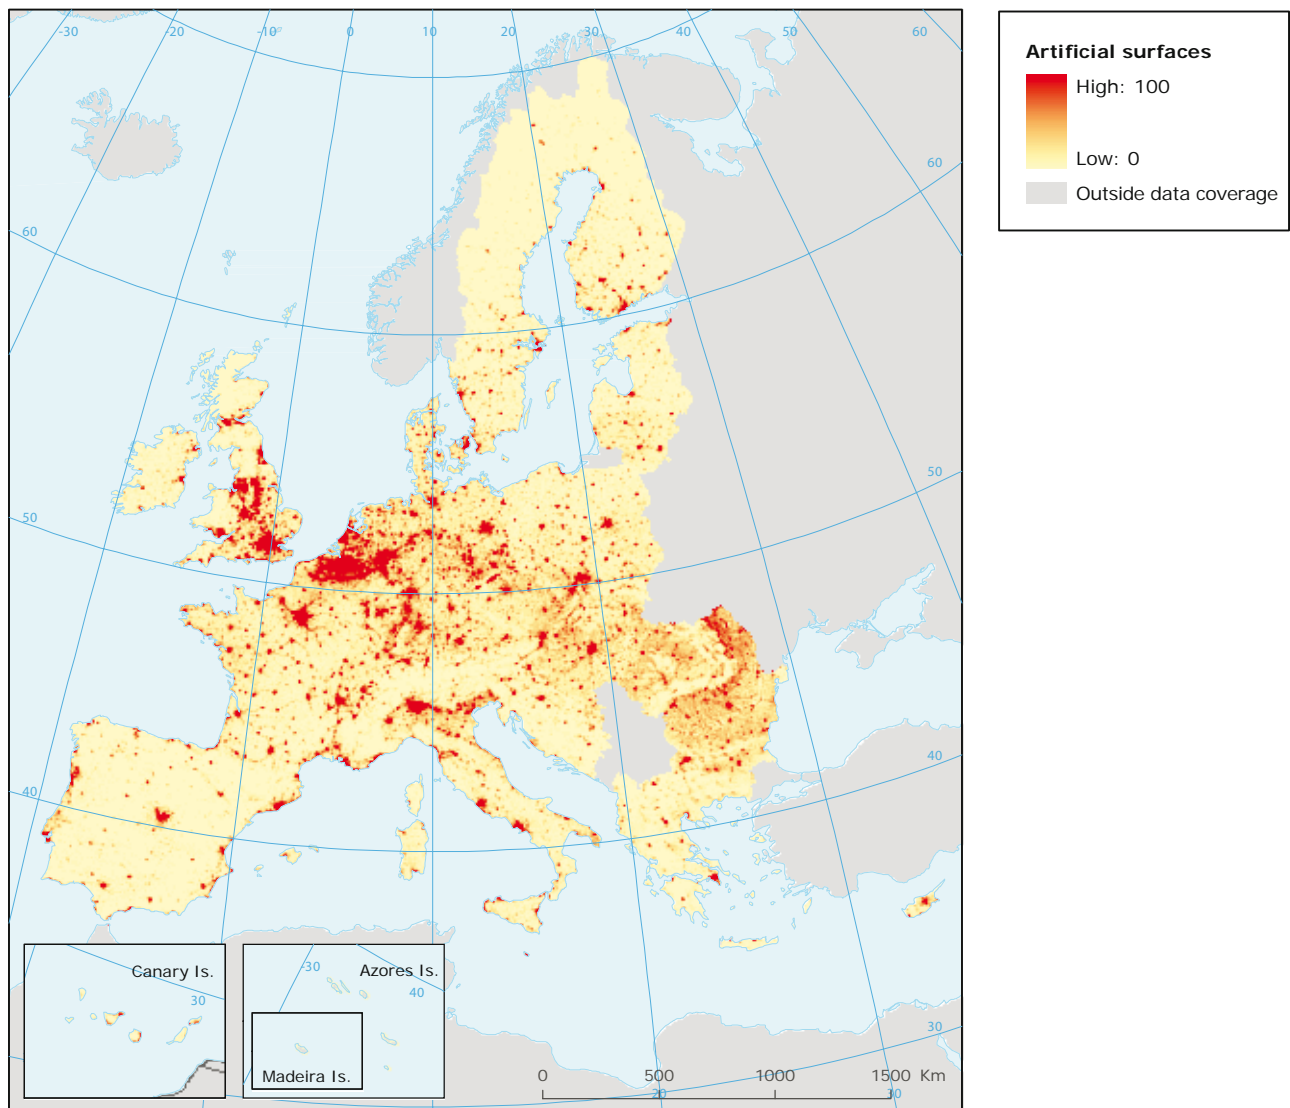 -30 -20 -10 0 10 20 30 40 50 60
Artificial surfaces
High: 100
Low: 0
Outside data coverage
60
60
50
50
40
40
30
Canary Is.
30
-30
Azores Is.
40
Madeira Is.
0 500 1000 1500 Km
20 30